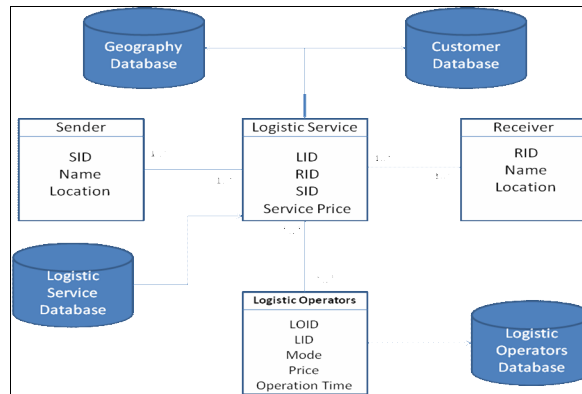 Geography
Database
Customer
Database
Sender
SID
Name
Location
Logistic Service
LID
RID
SID
Service Price
Receiver
RID
Name
Location
Logistic
Service
Database
Logistic Operators
LOID
LID
Mode
Price
Operation Time
Logistic
Operators
Database